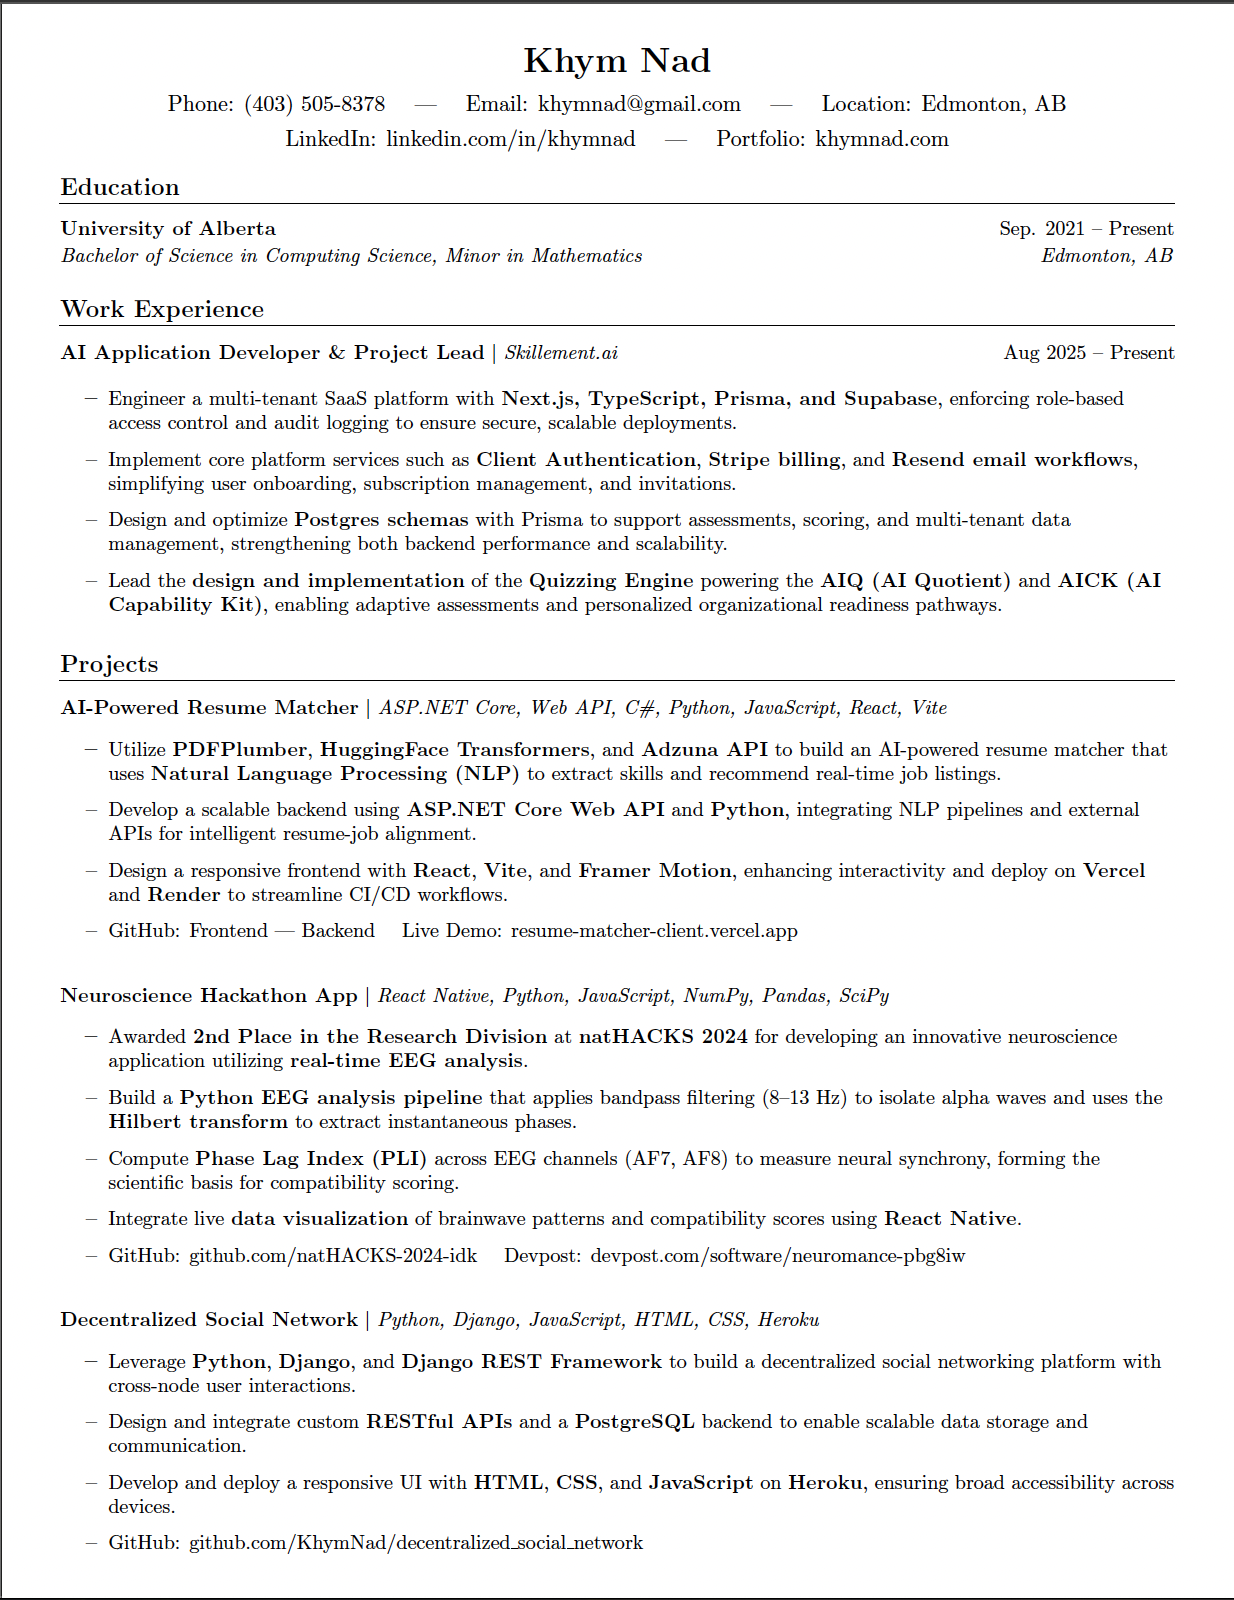 Khym Nad
Phone: (403) 505-8378 — Email: khymnad@gmail.com — Location: Edmonton, AB
LinkedIn: linkedin.com/in/khymnad — Portfolio: khymnad.com
Education
University of Alberta Sep. 2021 – Present
Bachelor of Science in Computing Science, Minor in Mathematics Edmonton, AB
Work Experience
AI Application Developer & Project Lead | Skillement.ai Aug 2025 – Present
– Engineer a multi-tenant SaaS platform with Next.js, TypeScript, Prisma, and Supabase, enforcing role-based
access control and audit logging to ensure secure, scalable deployments.
– Implement core platform services such as Client Authentication, Stripe billing, and Resend email workflows,
simplifying user onboarding, subscription management, and invitations.
– Design and optimize Postgres schemas with Prisma to support assessments, scoring, and multi-tenant data
management, strengthening both backend performance and scalability.
– Lead the design and implementation of the Quizzing Engine powering the AIQ (AI Quotient) and AICK (AI
Capability Kit), enabling adaptive assessments and personalized organizational readiness pathways.
Projects
AI-Powered Resume Matcher | ASP.NET Core, Web API, C#, Python, JavaScript, React, Vite
– Utilize PDFPlumber, HuggingFace Transformers, and Adzuna API to build an AI-powered resume matcher that
uses Natural Language Processing (NLP) to extract skills and recommend real-time job listings.
– Develop a scalable backend using ASP.NET Core Web API and Python, integrating NLP pipelines and external
APIs for intelligent resume-job alignment.
– Design a responsive frontend with React, Vite, and Framer Motion, enhancing interactivity and deploy on Vercel
and Render to streamline CI/CD workflows.
– GitHub: Frontend — Backend Live Demo: resume-matcher-client.vercel.app
Neuroscience Hackathon App | React Native, Python, JavaScript, NumPy, Pandas, SciPy
– Awarded 2nd Place in the Research Division at natHACKS 2024 for developing an innovative neuroscience
application utilizing real-time EEG analysis.
– Build a Python EEG analysis pipeline that applies bandpass filtering (8–13 Hz) to isolate alpha waves and uses the
Hilbert transform to extract instantaneous phases.
– Compute Phase Lag Index (PLI) across EEG channels (AF7, AF8) to measure neural synchrony, forming the
scientific basis for compatibility scoring.
– Integrate live data visualization of brainwave patterns and compatibility scores using React Native.
– GitHub: github.com/natHACKS-2024-idk Devpost: devpost.com/software/neuromance-pbg8iw
Decentralized Social Network | Python, Django, JavaScript, HTML, CSS, Heroku
– Leverage Python, Django, and Django REST Framework to build a decentralized social networking platform with
cross-node user interactions.
– Design and integrate custom RESTful APIs and a PostgreSQL backend to enable scalable data storage and
communication.
– Develop and deploy a responsive UI with HTML, CSS, and JavaScript on Heroku, ensuring broad accessibility across
devices.
– GitHub: github.com/KhymNad/decentralized_social_network